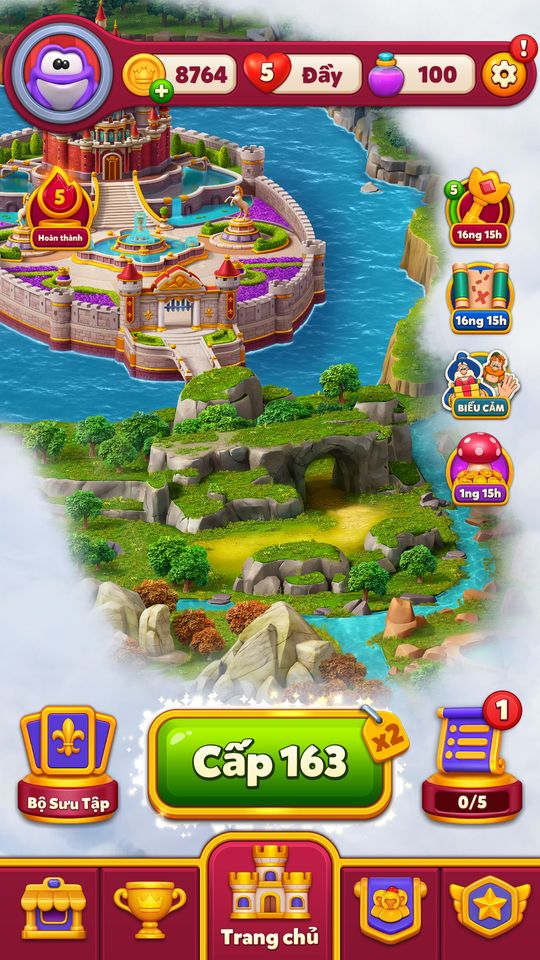 8764
5
Đầy
100
!
5
Hoàn thành
5
16ng 15h
16ng 15h
BIỂU CẢM
1ng 15h
Cấp 163
x2
Bộ Sưu Tập
1
0/5
Trang chủ